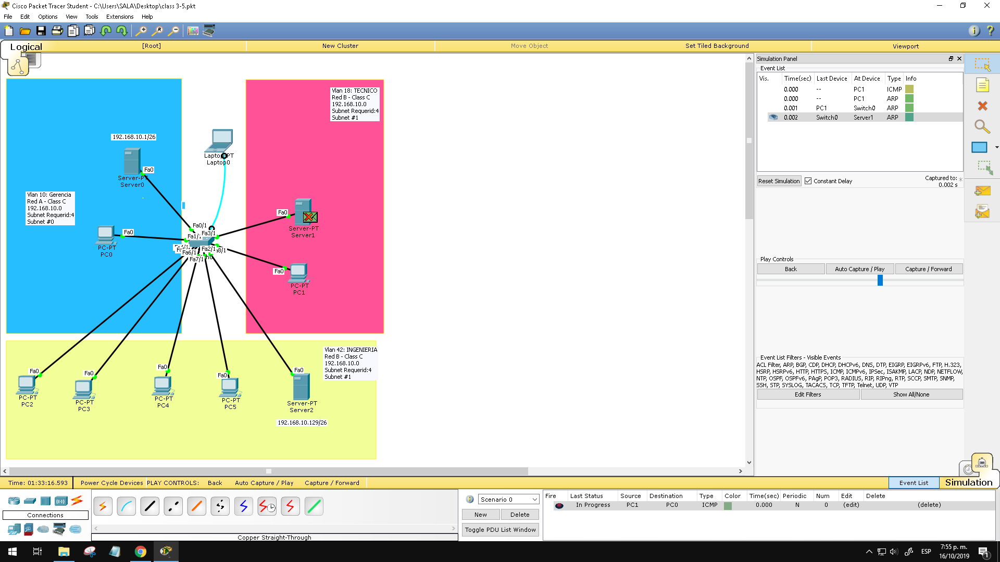 Cisco Packet Tracer Student - C:\Users\SALA\Desktop\class 3-5.pkt
File Edit Options View Tools Extensions Help
Logical [Root] New Cluster Move Object Set Tiled Background Viewport
Vlan 18: TECNICO
Red B - Class C
192.168.10.0
Subnet Requerid:4
Subnet #1
192.168.10.1/26
Fa0
Server-PT
Server0
Laptop-PT
Laptop0
Vlan 10: Gerencia
Red A - Class C
192.168.10.0
Subnet Requerid:4
Subnet #0
Fa0
PC-PT
PC0
Fa0
Server-PT
Server1
Fa0/1
Fa3/1
Fa2/1
Fa6/1
Fa7/1
Fa0
PC-PT
PC1
Vlan 42: INGENIERIA
Red B - Class C
192.168.10.0
Subnet Requerid:4
Subnet #1
Fa0
PC-PT
PC2
Fa0
PC-PT
PC3
Fa0
PC-PT
PC4
Fa0
PC-PT
PC5
Fa0
Server-PT
Server2
192.168.10.129/26
Simulation Panel
Event List
Vis. Time(sec) Last Device At Device Type Info
0.000 -- PC1 ICMP
0.000 -- PC1 ARP
0.001 PC1 Switch0 ARP
0.002 Switch0 Server1 ARP
Reset Simulation Constant Delay Captured to: *
0.002 s
Play Controls
Back Auto Capture / Play Capture / Forward
Event List Filters - Visible Events
ACL Filter, ARP, BGP, CDP, DHCP, DHCPv6, DNS, DTP, EIGRP, EIGRPv6, FTP, H.323,
HSRP, HSRPv6, HTTP, HTTPS, ICMP, ICMPv6, IPSec, ISAKMP, LACP, NDP, NETFLOW,
NTP, OSPF, OSPFv6, PAgP, POP3, RADIUS, RIP, RIPng, RTP, SCCP, SMTP, SNMP,
SSH, STP, SYSLOG, TACACS, TCP, TFTP, Telnet, UDP, VTP
Edit Filters Show All/None
Time: 01:33:16.593 Power Cycle Devices PLAY CONTROLS: Back Auto Capture / Play Capture / Forward Event List Simulation
Connections
Copper Straight-Through
Scenario 0
New Delete
Toggle PDU List Window
Fire Last Status Source Destination Type Color Time(sec) Periodic Num Edit Delete
In Progress PC1 PC0 ICMP 0.000 N 0 (edit) (delete)
ESP
7:55 p. m.
16/10/2019
1